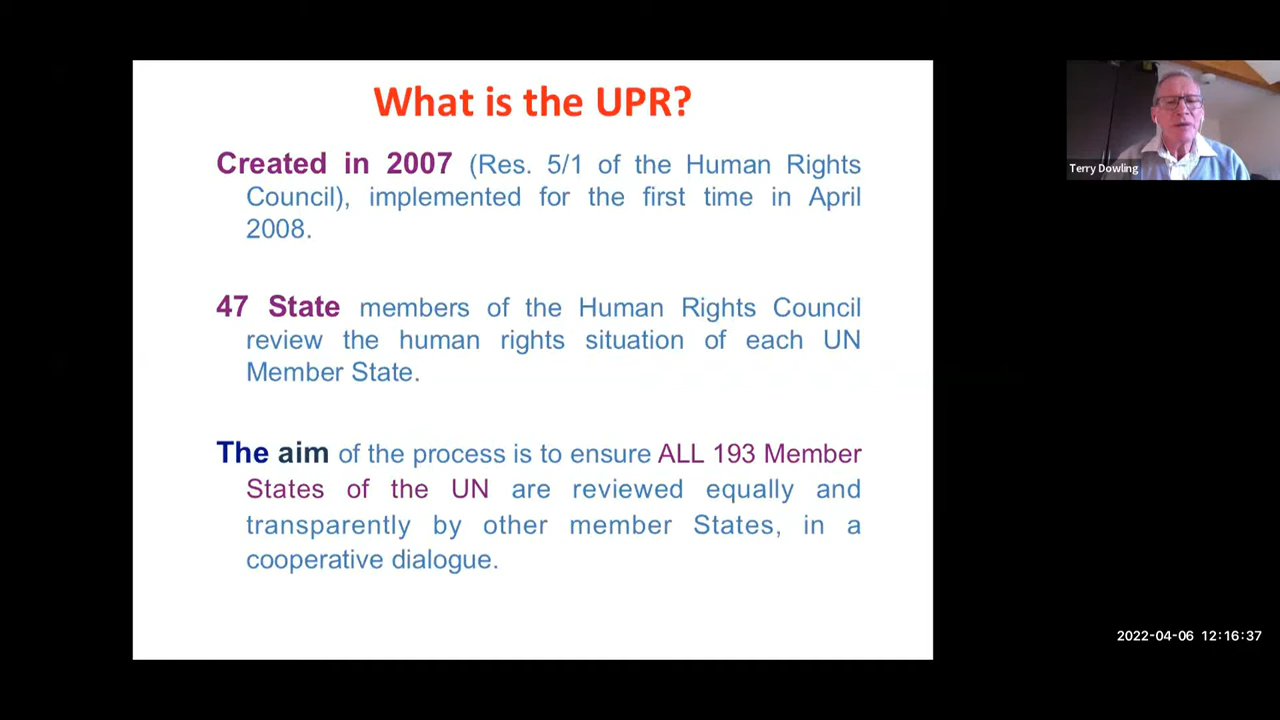 What is the UPR?
Created in 2007 (Res. 5/1 of the Human Rights
Council), implemented for the first time in April
2008.
47 State members of the Human Rights Council
review the human rights situation of each UN
Member State.
The aim of the process is to ensure ALL 193 Member
States of the UN are reviewed equally and
transparently by other member States, in a
cooperative dialogue.
Terry Dowling
2022-04-06 12:16:37